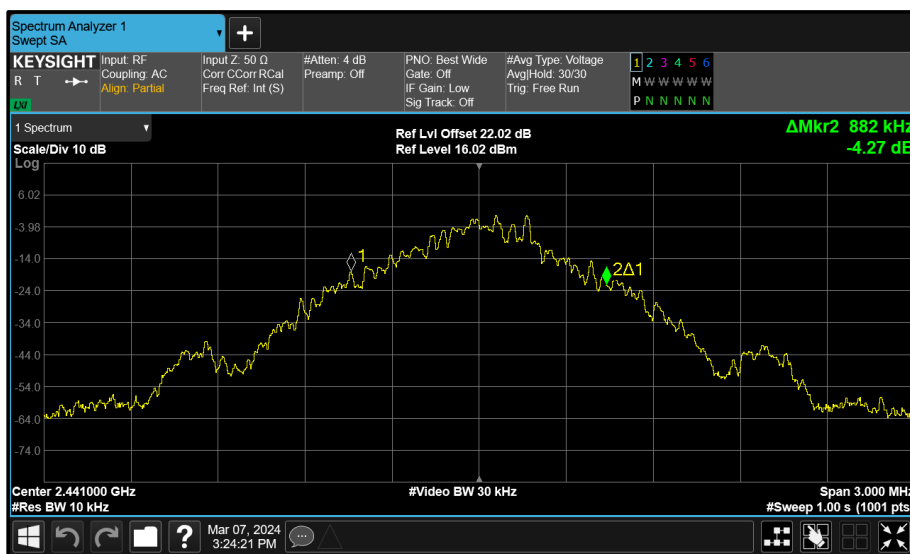 Spectrum Analyzer 1
Swept SA
KEYSIGHT
R T
LXI
Input: RF
Coupling: AC
Align: Partial
Input Z: 50 Ω
Corr CCorr RCal
Freq Ref: Int (S)
#Atten: 4 dB
Preamp: Off
PNO: Best Wide
Gate: Off
IF Gain: Low
Sig Track: Off
#Avg Type: Voltage
Avg|Hold: 30/30
Trig: Free Run
1 2 3 4 5 6
M W W W W W
P N N N N N
1 Spectrum
Scale/Div 10 dB
Log
Ref Lvl Offset 22.02 dB
Ref Level 16.02 dBm
ΔMkr2 882 kHz
-4.27 dB
6.02
-3.98
-14.0
-24.0
-34.0
-44.0
-54.0
-64.0
-74.0
1
2Δ1
Center 2.441000 GHz
#Res BW 10 kHz
#Video BW 30 kHz
Span 3.000 MHz
#Sweep 1.00 s (1001 pts
?
Mar 07, 2024
3:24:21 PM